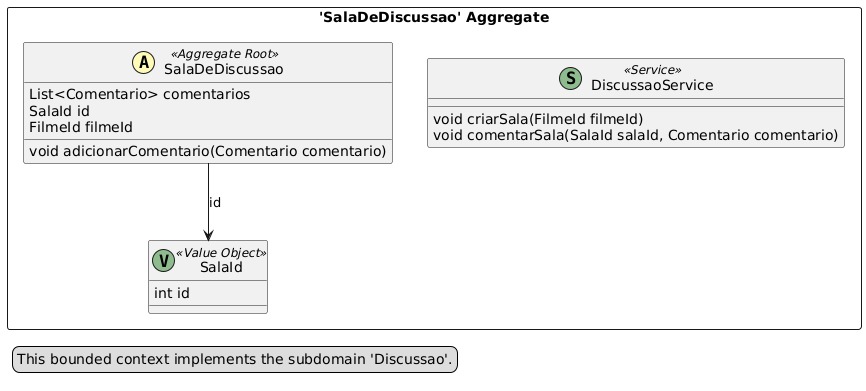 'SalaDeDiscussao' Aggregate
A
«Aggregate Root»
SalaDeDiscussao
List<Comentario> comentarios
SalaId id
FilmeId filmeId
void adicionarComentario(Comentario comentario)
S
«Service»
DiscussaoService
void criarSala(FilmeId filmeId)
void comentarSala(SalaId salaId, Comentario comentario)
id
V
«Value Object»
SalaId
int id
This bounded context implements the subdomain 'Discussao'.